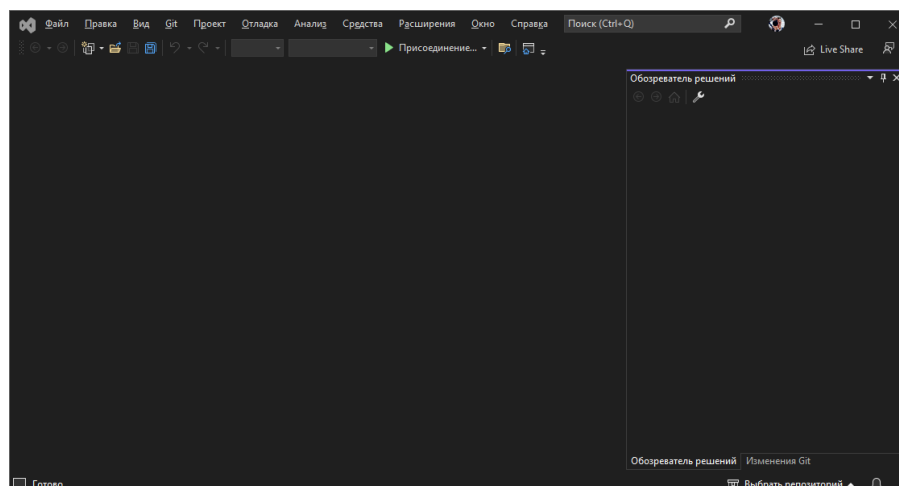 Файл Правка Вид Git Проект Отладка Анализ Средства Расширения Окно Справка Поиск (Ctrl+Q)
Присоединение... Live Share
Обозреватель решений
Обозреватель решений Изменения Git
Готово Выбрать репозиторий